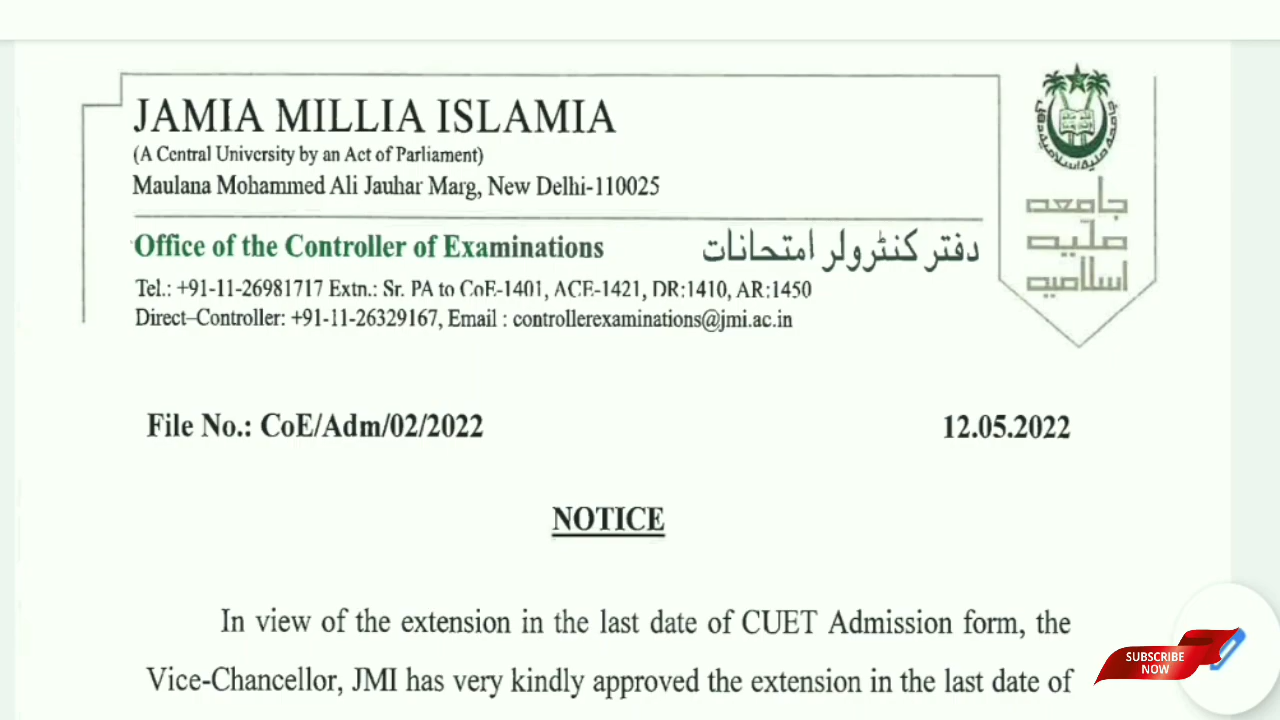 JAMIA MILLIA ISLAMIA
(A Central University by an Act of Parliament)
Maulana Mohammed Ali Jauhar Marg, New Delhi-110025
Office of the Controller of Examinations
دفتر کنٹرولر امتحانات
Tel.: +91-11-26981717 Extn.: Sr. PA to CoE-1401, ACE-1421, DR:1410, AR:1450
Direct–Controller: +91-11-26329167, Email : controllerexaminations@jmi.ac.in
جامعہ
ملیہ
اسلامیہ
File No.: CoE/Adm/02/2022
12.05.2022
NOTICE
In view of the extension in the last date of CUET Admission form, the
Vice-Chancellor, JMI has very kindly approved the extension in the last date of
SUBSCRIBE
NOW